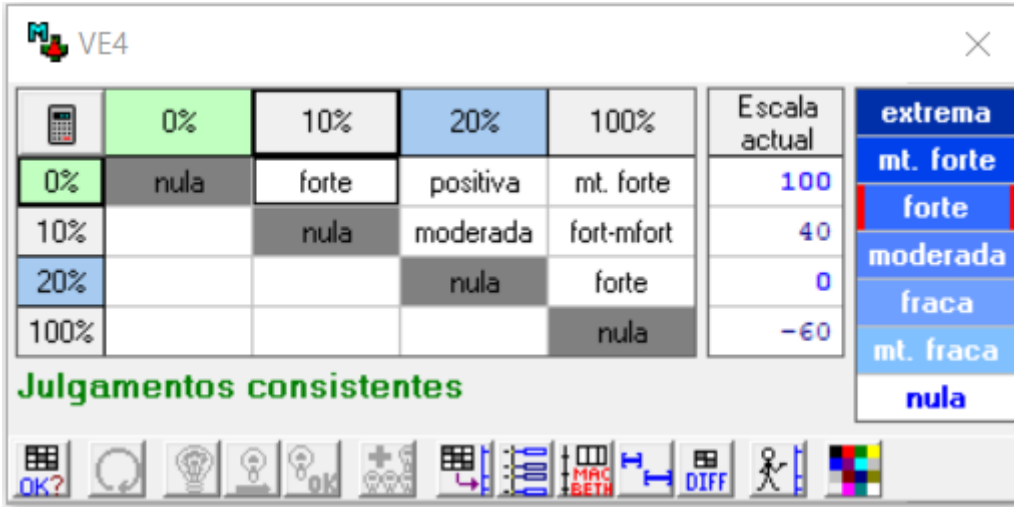 VE4
0% 10% 20% 100% Escala actual
0% nula forte positiva mt. forte 100
10% nula moderada fort-mfort 40
20% nula forte 0
100% nula -60
extrema
mt. forte
forte
moderada
fraca
mt. fraca
nula
Julgamentos consistentes
OK? OK MAC BETH DIFF